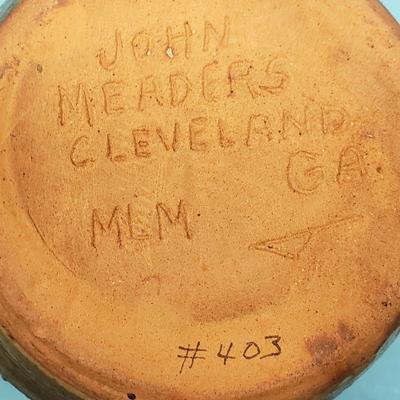 JOHN
MEADERS
CLEVELAND
GA.
MLM
#403